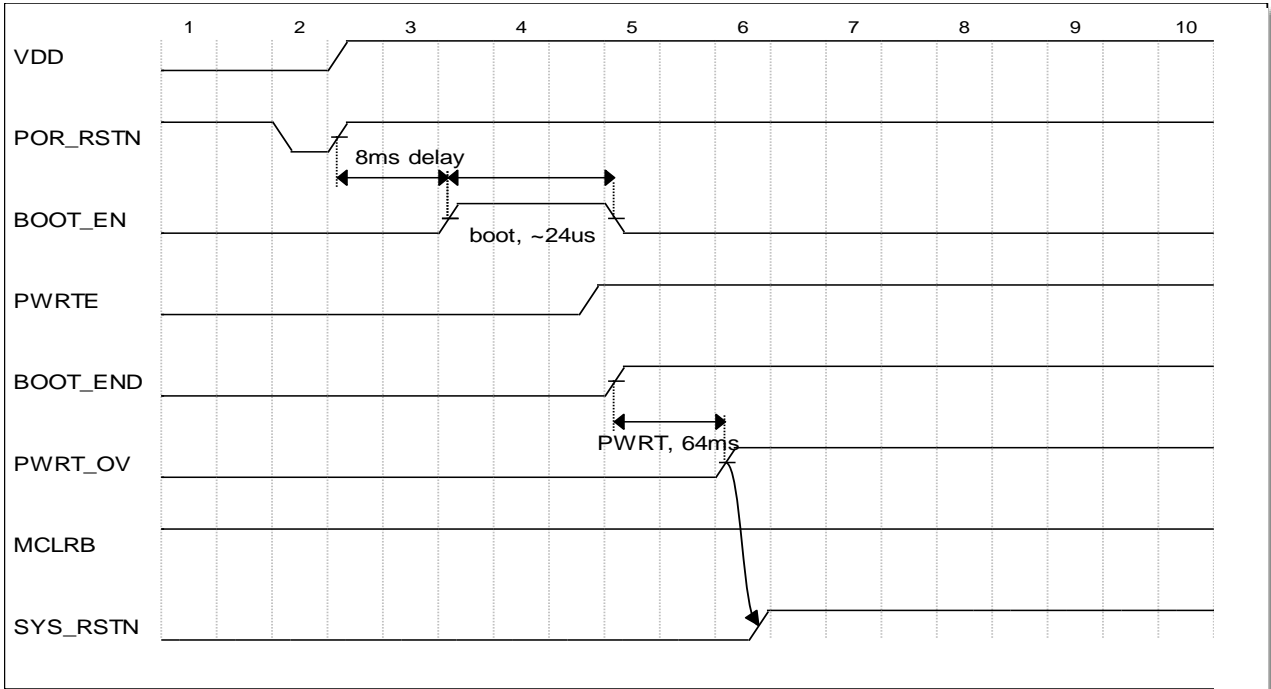 1 2 3 4 5 6 7 8 9 10
VDD
POR_RSTN
8ms delay
BOOT_EN
boot, ~24us
PWRTE
BOOT_END
PWRT, 64ms
PWRT_OV
MCLRB
SYS_RSTN